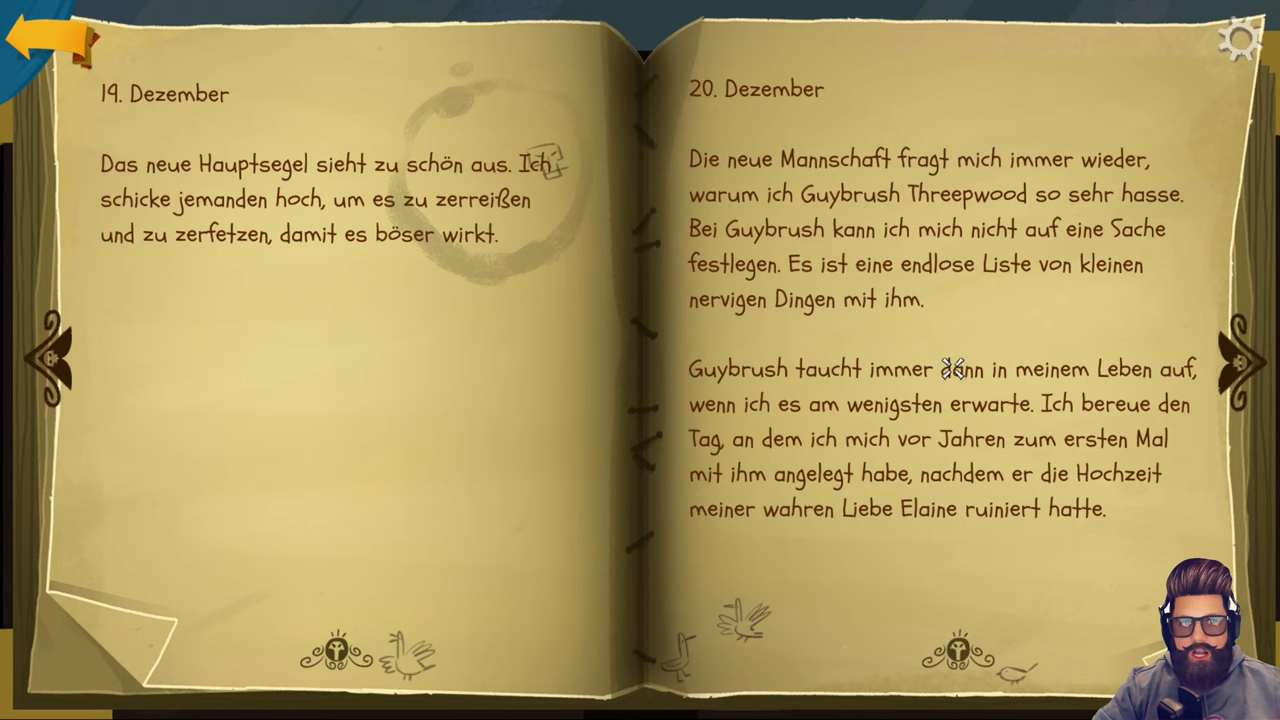 19. Dezember
Das neue Hauptsegel sieht zu schön aus. Ich
schicke jemanden hoch, um es zu zerreißen
und zu zerfetzen, damit es böser wirkt.
20. Dezember
Die neue Mannschaft fragt mich immer wieder,
warum ich Guybrush Threepwood so sehr hasse.
Bei Guybrush kann ich mich nicht auf eine Sache
festlegen. Es ist eine endlose Liste von kleinen
nervigen Dingen mit ihm.
Guybrush taucht immer dann in meinem Leben auf,
wenn ich es am wenigsten erwarte. Ich bereue den
Tag, an dem ich mich vor Jahren zum ersten Mal
mit ihm angelegt habe, nachdem er die Hochzeit
meiner wahren Liebe Elaine ruiniert hatte.